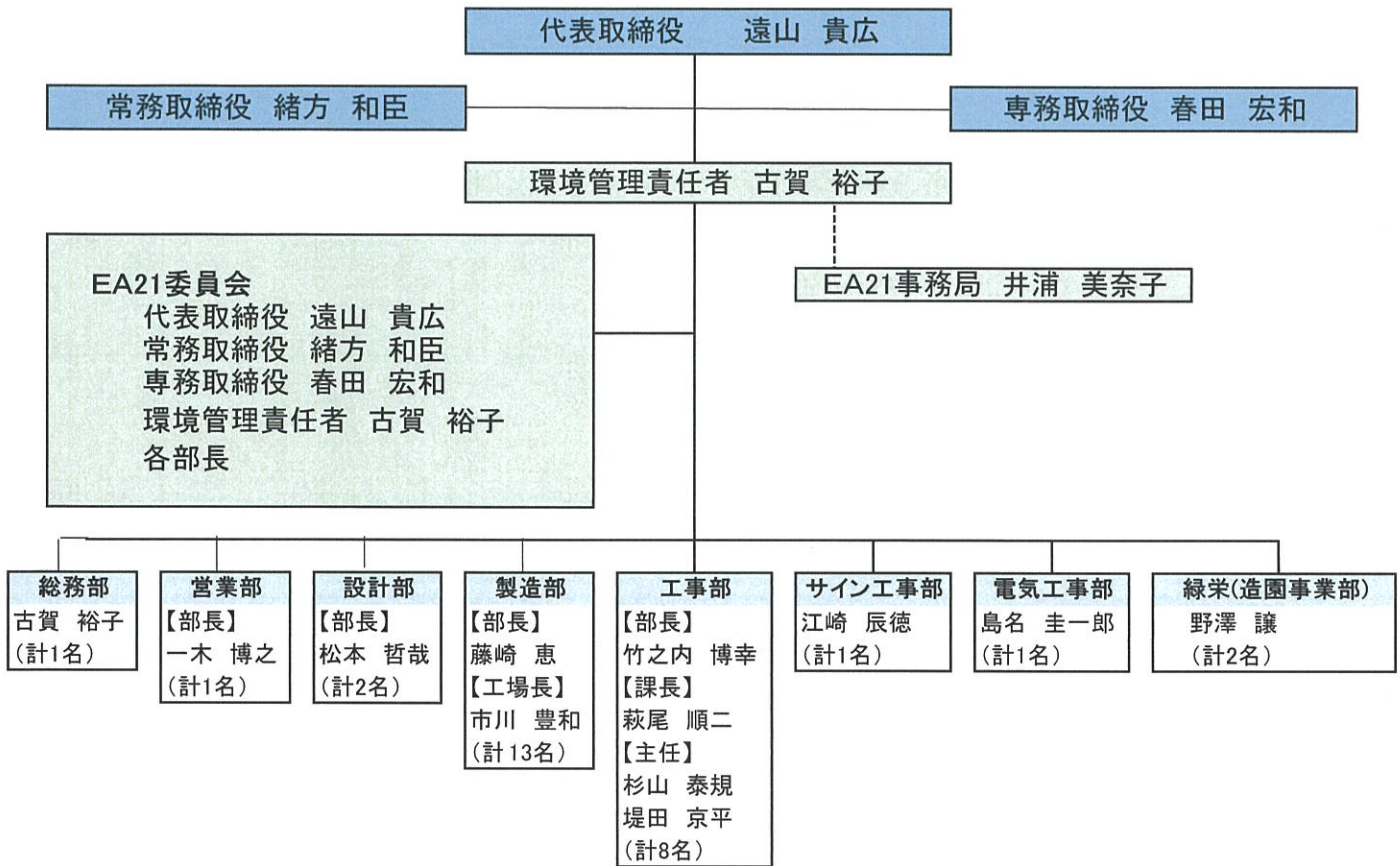 代表取締役 遠山 貴広
常務取締役 緒方 和臣
専務取締役 春田 宏和
環境管理責任者 古賀 裕子
EA21事務局 井浦 美奈子
EA21委員会
代表取締役 遠山 貴広
常務取締役 緒方 和臣
専務取締役 春田 宏和
環境管理責任者 古賀 裕子
各部長
総務部
古賀 裕子
(計1名)
営業部
【部長】
一木 博之
(計1名)
設計部
【部長】
松本 哲哉
(計2名)
製造部
【部長】
藤崎 恵
【工場長】
市川 豊和
(計13名)
工事部
【部長】
竹之内 博幸
【課長】
萩尾 順二
【主任】
杉山 泰規
堤田 京平
(計8名)
サイン工事部
江崎 辰徳
(計1名)
電気工事部
島名 圭一郎
(計1名)
緑栄(造園事業部)
野澤 譲
(計2名)